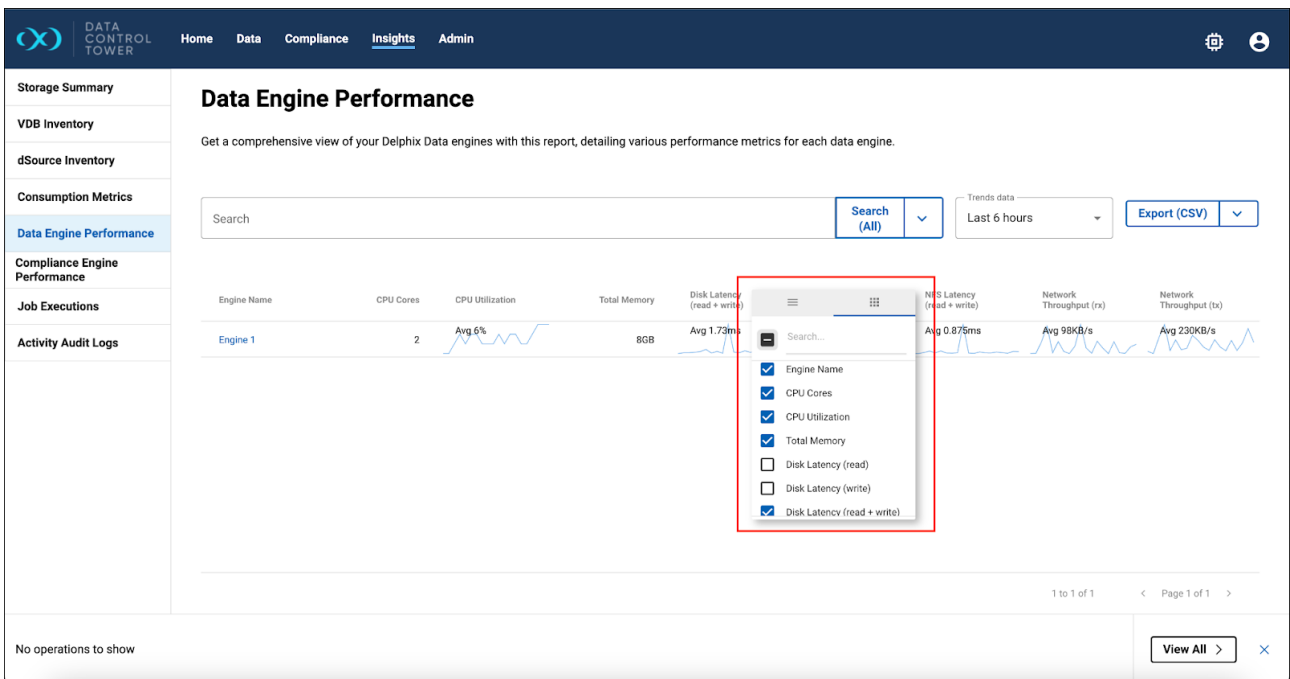 DATA
CONTROL
TOWER
Home
Data
Compliance
Insights
Admin
Storage Summary
VDB Inventory
dSource Inventory
Consumption Metrics
Data Engine Performance
Compliance Engine
Performance
Job Executions
Activity Audit Logs
Data Engine Performance
Get a comprehensive view of your Delphix Data engines with this report, detailing various performance metrics for each data engine.
Search
Search
(All)
Trends data
Last 6 hours
Export (CSV)
Engine Name
CPU Cores
CPU Utilization
Total Memory
Disk Latency
(read + write)
NFS Latency
(read + write)
Network
Throughput (rx)
Network
Throughput (tx)
Engine 1
2
Avg 6%
8GB
Avg 1.73ms
Avg 0.875ms
Avg 98KB/s
Avg 230KB/s
Search...
Engine Name
CPU Cores
CPU Utilization
Total Memory
Disk Latency (read)
Disk Latency (write)
Disk Latency (read + write)
1 to 1 of 1
Page 1 of 1
No operations to show
View All